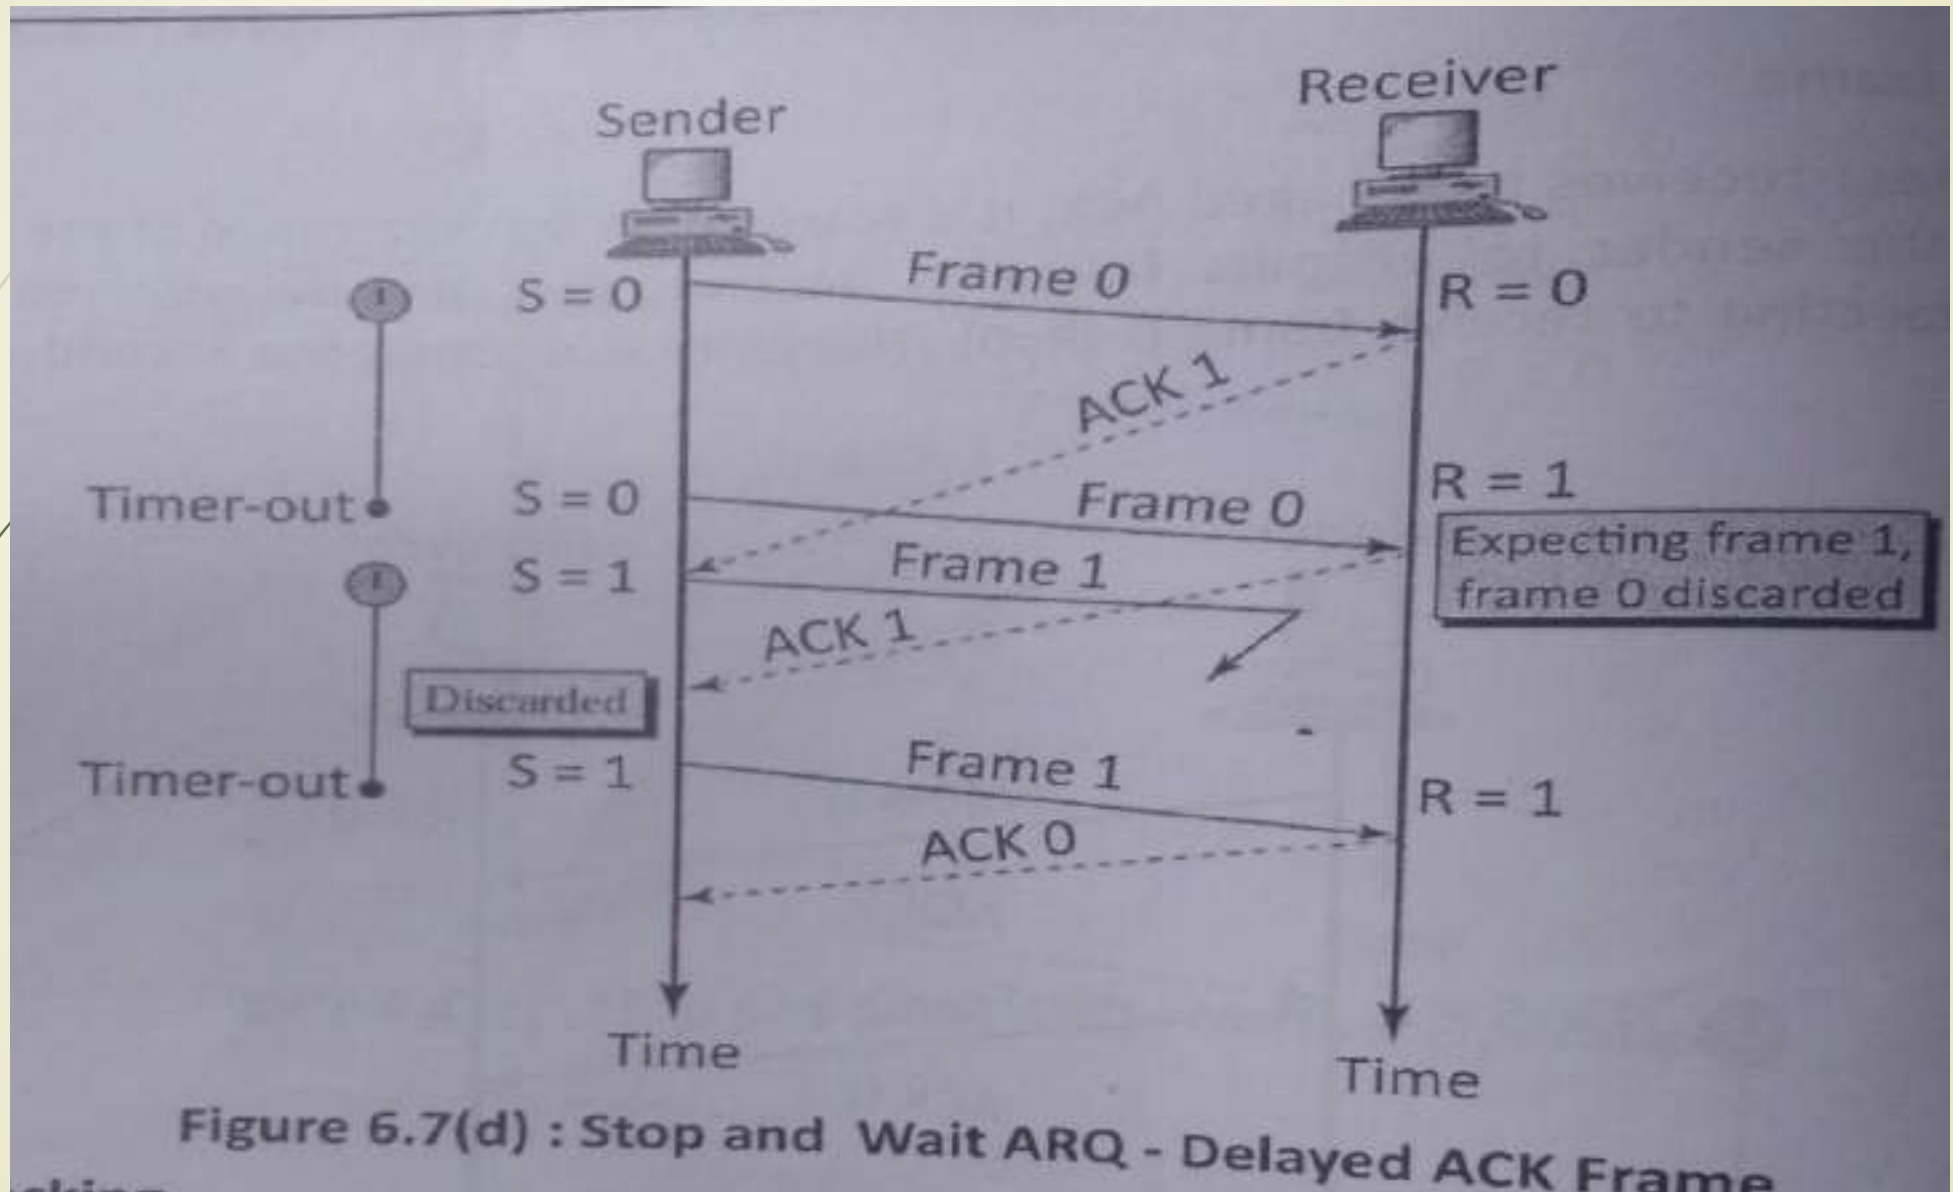 Receiver
Sender
S = 0
Frame 0
R = 0
ACK 1
Timer-out
S = 0
Frame 0
R = 1
Expecting frame 1,
frame 0 discarded
S = 1
Frame 1
ACK 1
Discarded
Timer-out
S = 1
Frame 1
R = 1
ACK 0
Time
Time
Figure 6.7(d) : Stop and Wait ARQ - Delayed ACK Frame